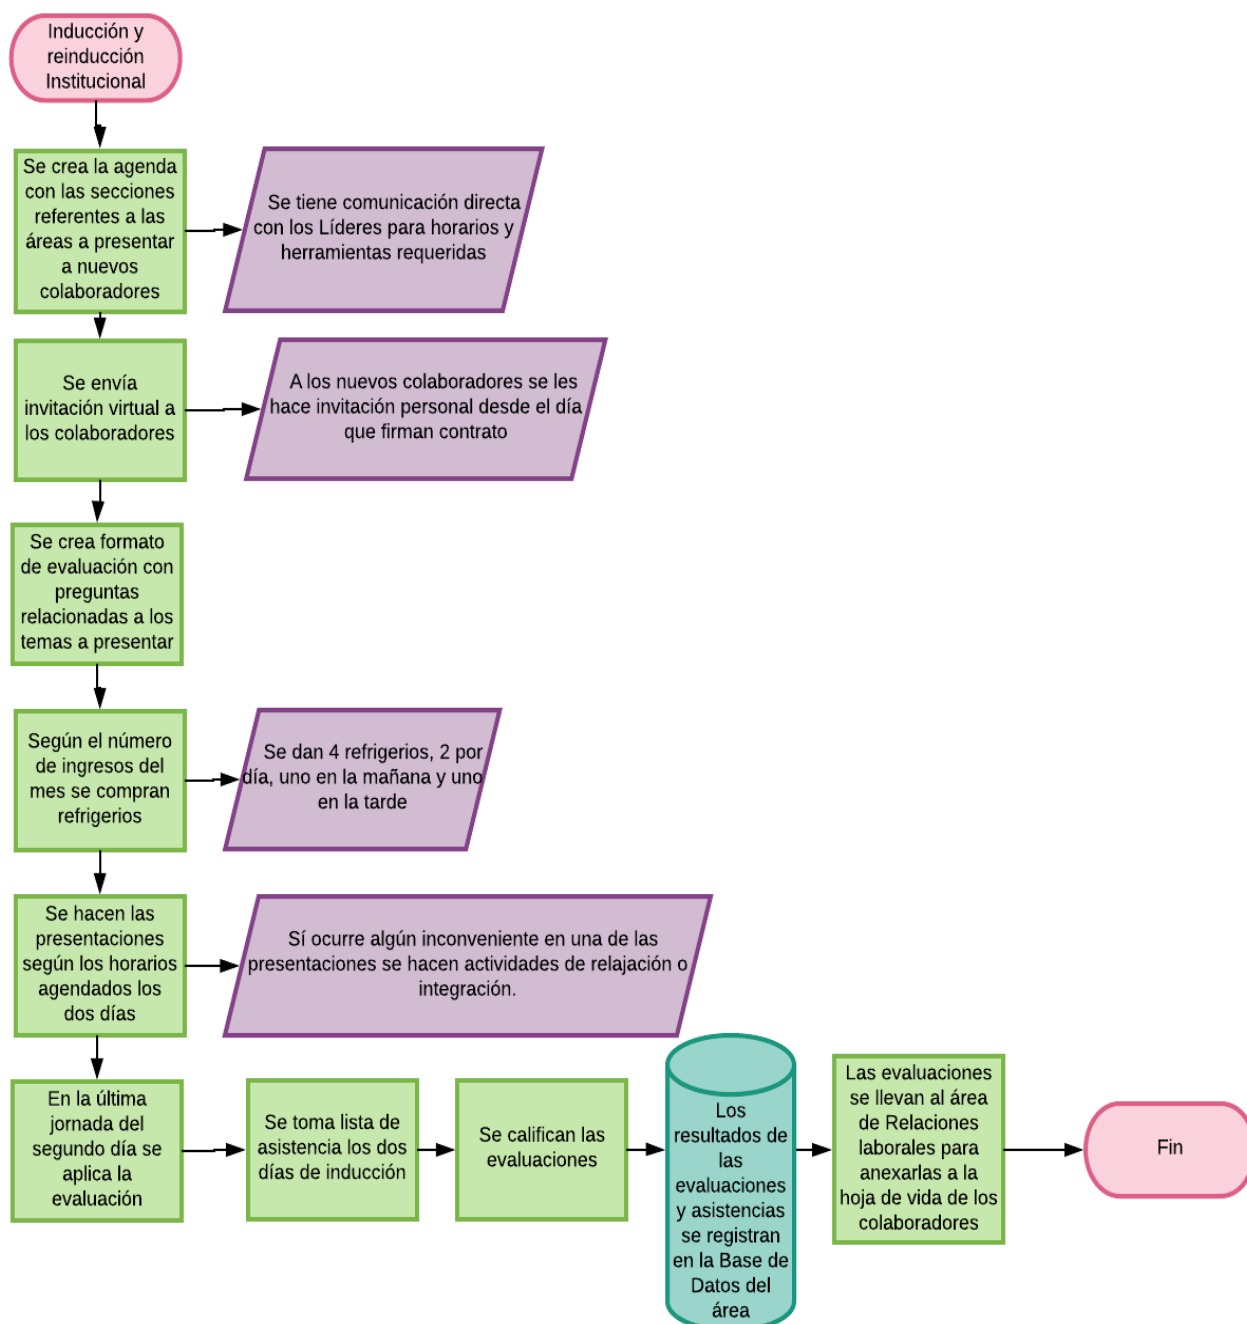 Inducción y
reinducción
Institucional
Se crea la agenda
con las secciones
referentes a las
áreas a presentar
a nuevos
colaboradores
Se tiene comunicación directa
con los Líderes para horarios y
herramientas requeridas
Se envía
invitación virtual a
los colaboradores
A los nuevos colaboradores se les
hace invitación personal desde el día
que firman contrato
Se crea formato
de evaluación con
preguntas
relacionadas a los
temas a presentar
Según el número
de ingresos del
mes se compran
refrigerios
Se dan 4 refrigerios, 2 por
día, uno en la mañana y uno
en la tarde
Se hacen las
presentaciones
según los horarios
agendados los
dos días
Sí ocurre algún inconveniente en una de las
presentaciones se hacen actividades de relajación o
integración.
En la última
jornada del
segundo día se
aplica la
evaluación
Se toma lista de
asistencia los dos
días de inducción
Se califican las
evaluaciones
Los
resultados de
las
evaluaciones
y asistencias
se registran
en la Base de
Datos del
área
Las evaluaciones
se llevan al área
de Relaciones
laborales para
anexarlas a la
hoja de vida de los
colaboradores
Fin